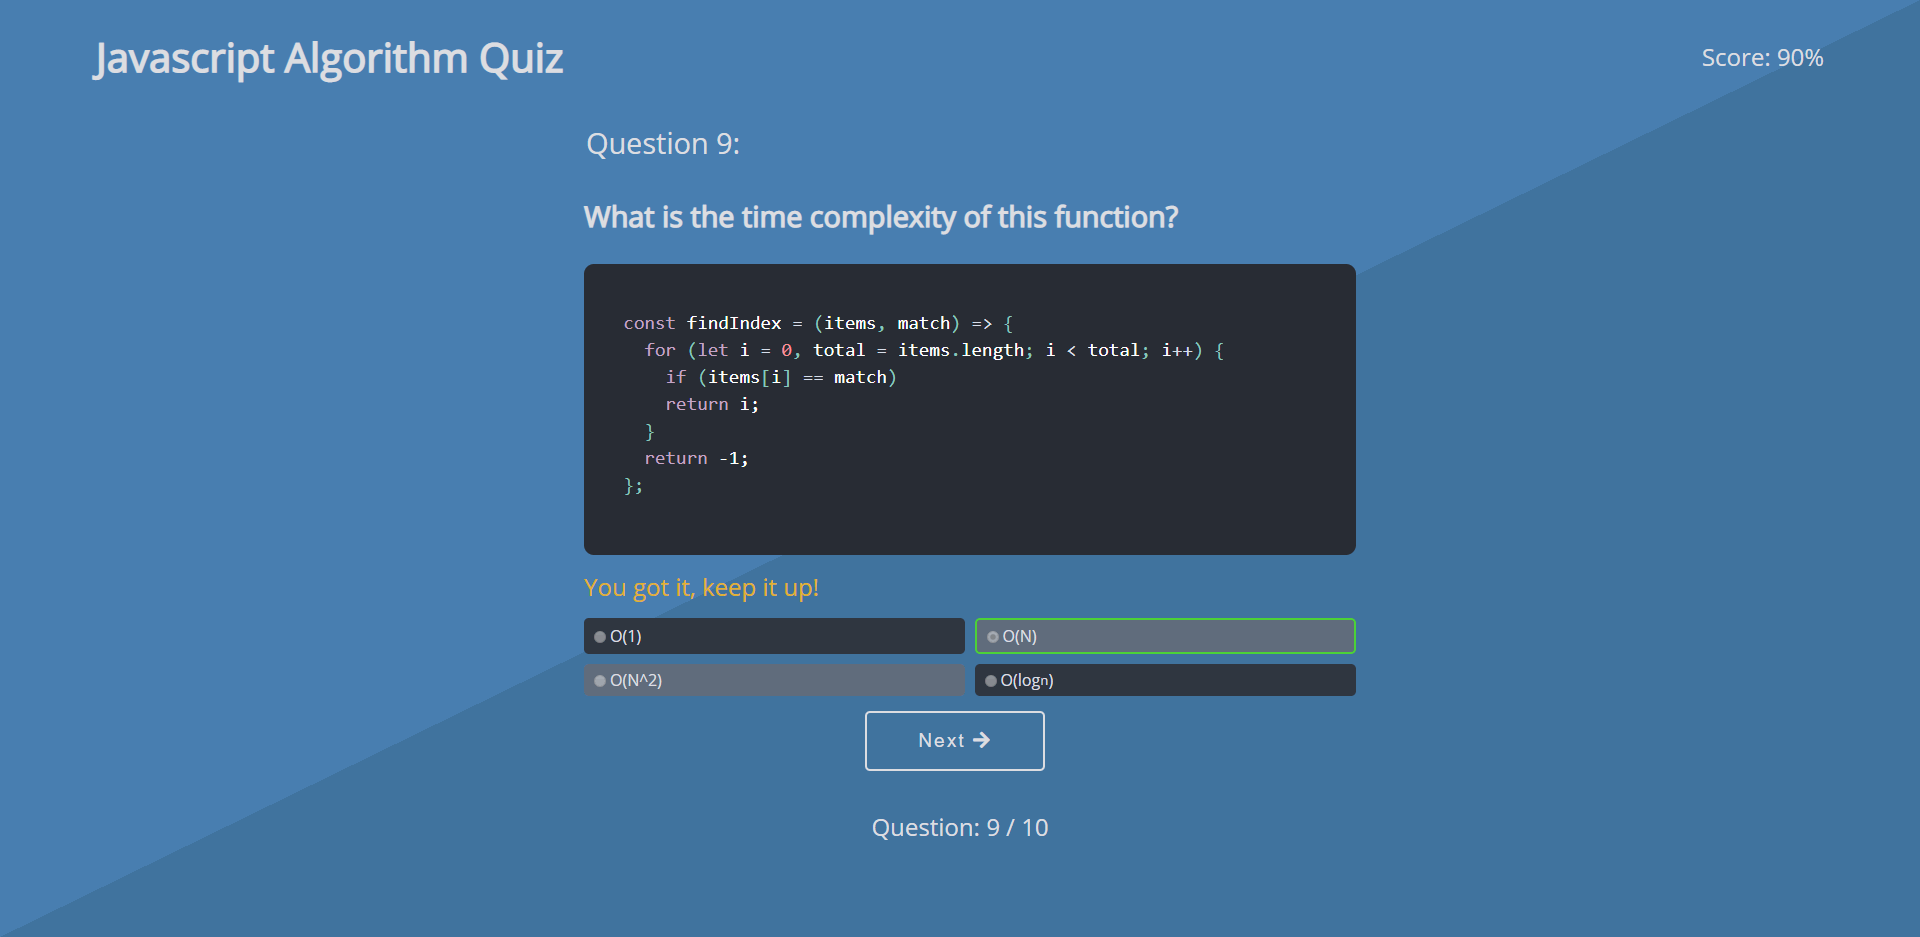 Javascript Algorithm Quiz
Score: 90%
Question 9:
What is the time complexity of this function?
const findIndex = (items, match) => {
  for (let i = 0, total = items.length; i < total; i++) {
    if (items[i] == match)
    return i;
  }
  return -1;
};
You got it, keep it up!
O(1)
O(N)
O(N^2)
O(logn)
Next →
Question: 9 / 10